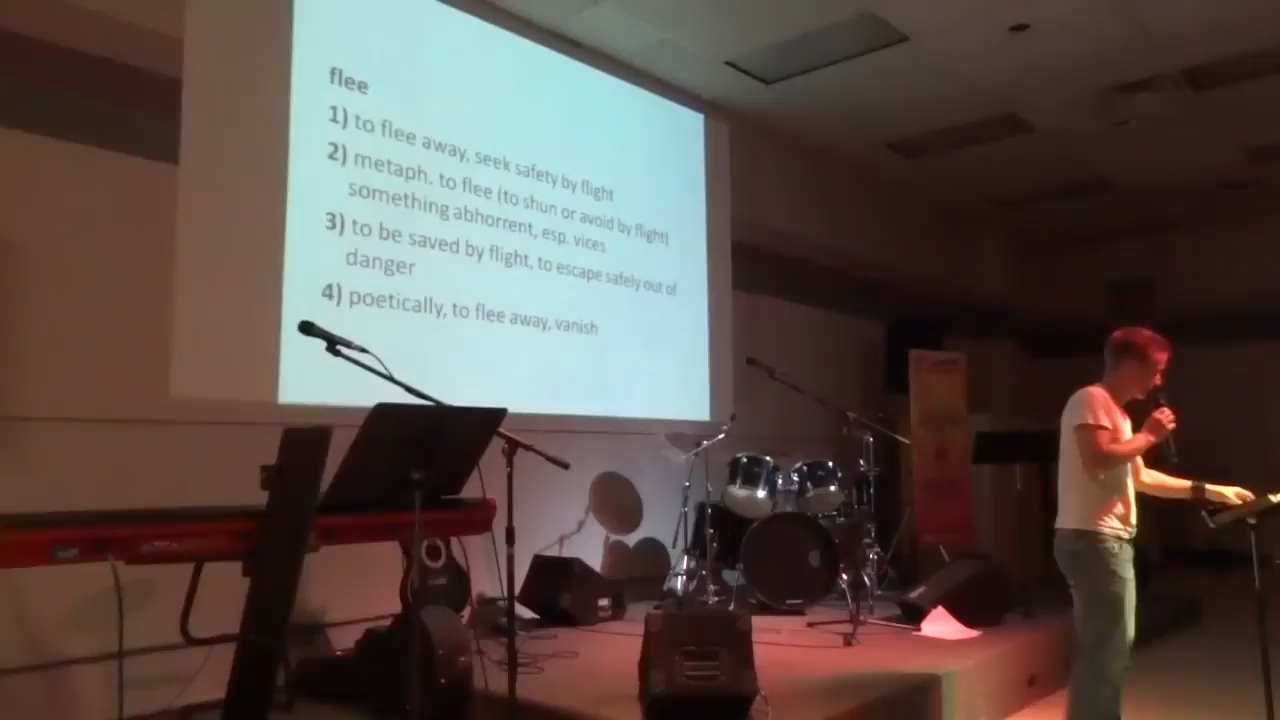 flee
1) to flee away, seek safety by flight
2) metaph. to flee (to shun or avoid by flight)
something abhorrent, esp. vices
3) to be saved by flight, to escape safely out of
danger
4) poetically, to flee away, vanish